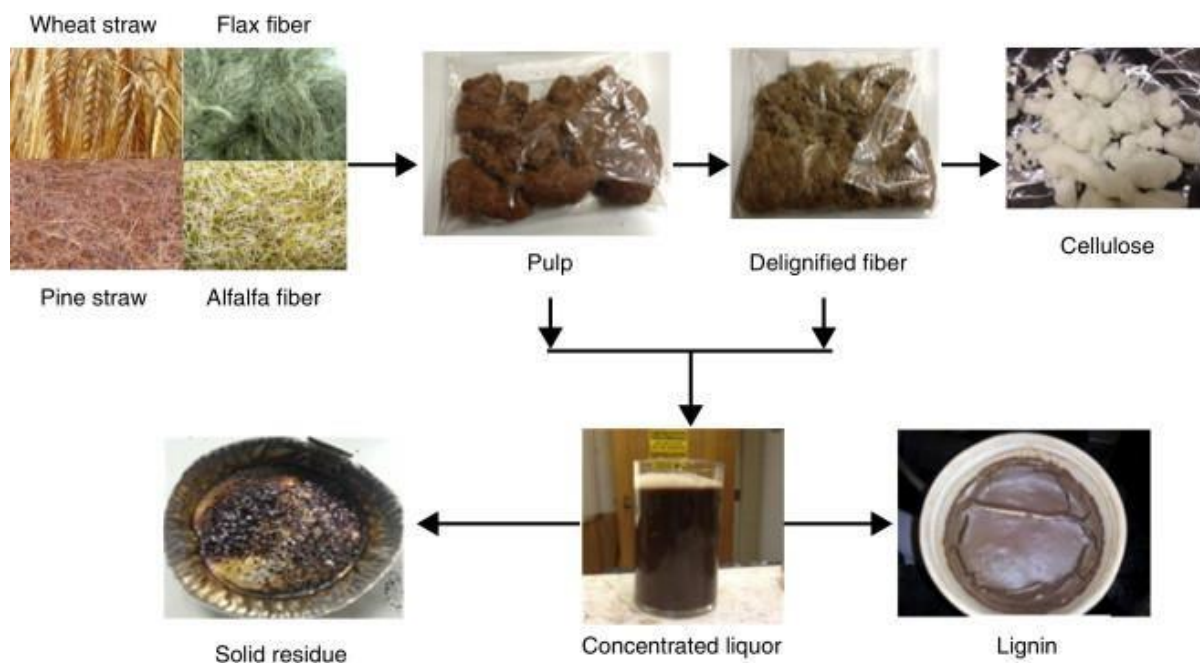 Wheat straw
Flax fiber
Pine straw
Alfalfa fiber
Pulp
Delignified fiber
Cellulose
Solid residue
Concentrated liquor
Lignin